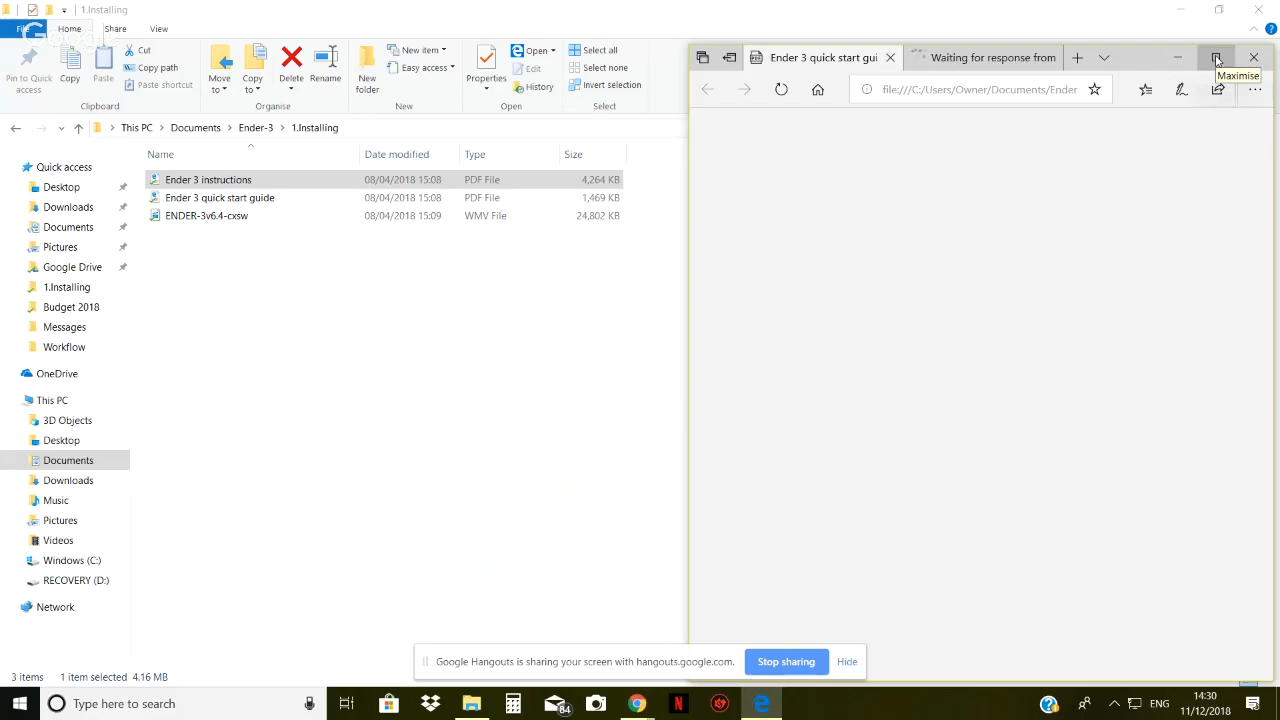 1.Installing
File Home Share View
Google
Pin to Quick access
Copy
Paste
Cut
Copy path
Paste shortcut
Clipboard
Move to
Copy to
Delete
Rename
Organise
New folder
New item
Easy access
New
Properties
Open
Edit
History
Open
Select all
Select none
Invert selection
Select
This PC Documents Ender-3 1.Installing
Name Date modified Type Size
Ender 3 instructions 08/04/2018 15:08 PDF File 4,264 KB
Ender 3 quick start guide 08/04/2018 15:08 PDF File 1,469 KB
ENDER-3v6.4-cxsw 08/04/2018 15:09 WMV File 24,802 KB
Quick access
Desktop
Downloads
Documents
Pictures
Google Drive
1.Installing
Budget 2018
Messages
Workflow
OneDrive
This PC
3D Objects
Desktop
Documents
Downloads
Music
Pictures
Videos
Windows (C:)
RECOVERY (D:)
Network
3 items 1 item selected 4.16 MB
Ender 3 quick start gui Waiting for response from
Maximise
file:///C:/Users/Owner/Documents/Ender
Google Hangouts is sharing your screen with hangouts.google.com. Stop sharing Hide
Type here to search
84
N
ENG
14:30
11/12/2018